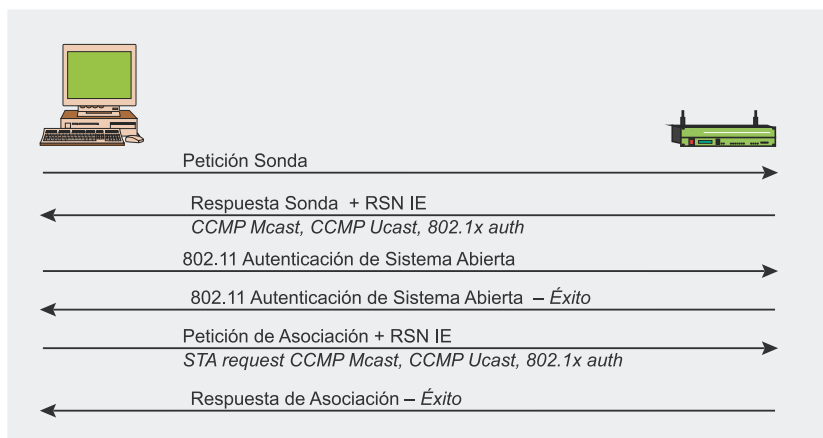 Petición Sonda
Respuesta Sonda + RSN IE
CCMP Mcast, CCMP Ucast, 802.1x auth
802.11 Autenticación de Sistema Abierta
802.11 Autenticación de Sistema Abierta – Éxito
Petición de Asociación + RSN IE
STA request CCMP Mcast, CCMP Ucast, 802.1x auth
Respuesta de Asociación – Éxito